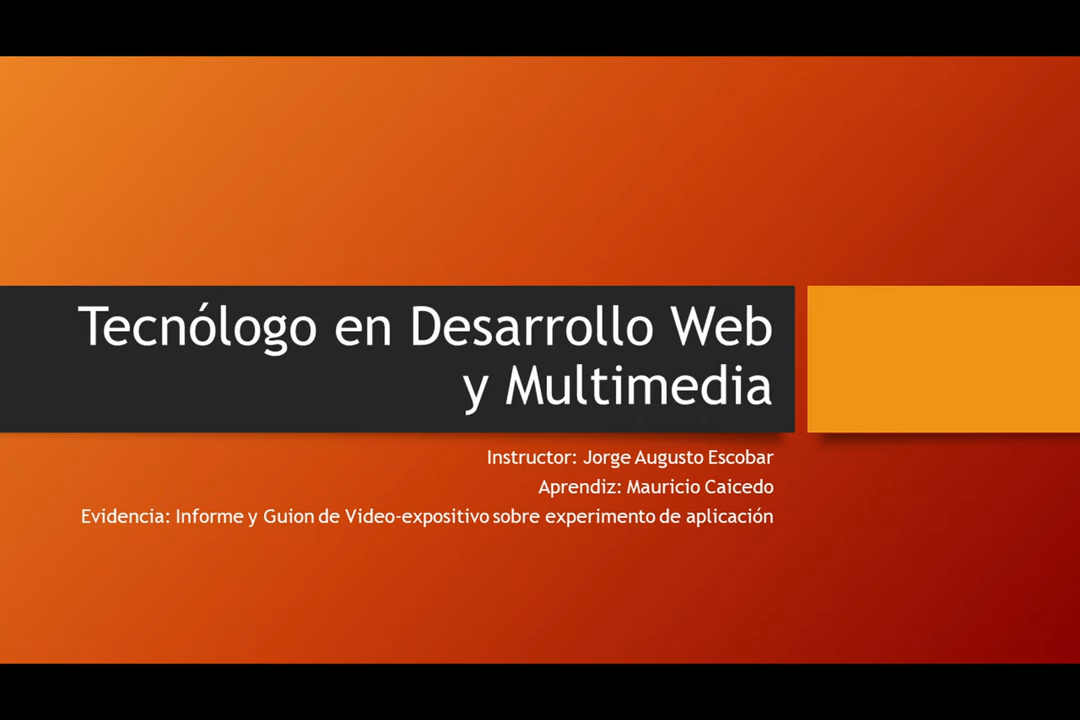 Tecnólogo en Desarrollo Web
y Multimedia
Instructor: Jorge Augusto Escobar
Aprendiz: Mauricio Caicedo
Evidencia: Informe y Guion de Video-expositivo sobre experimento de aplicación